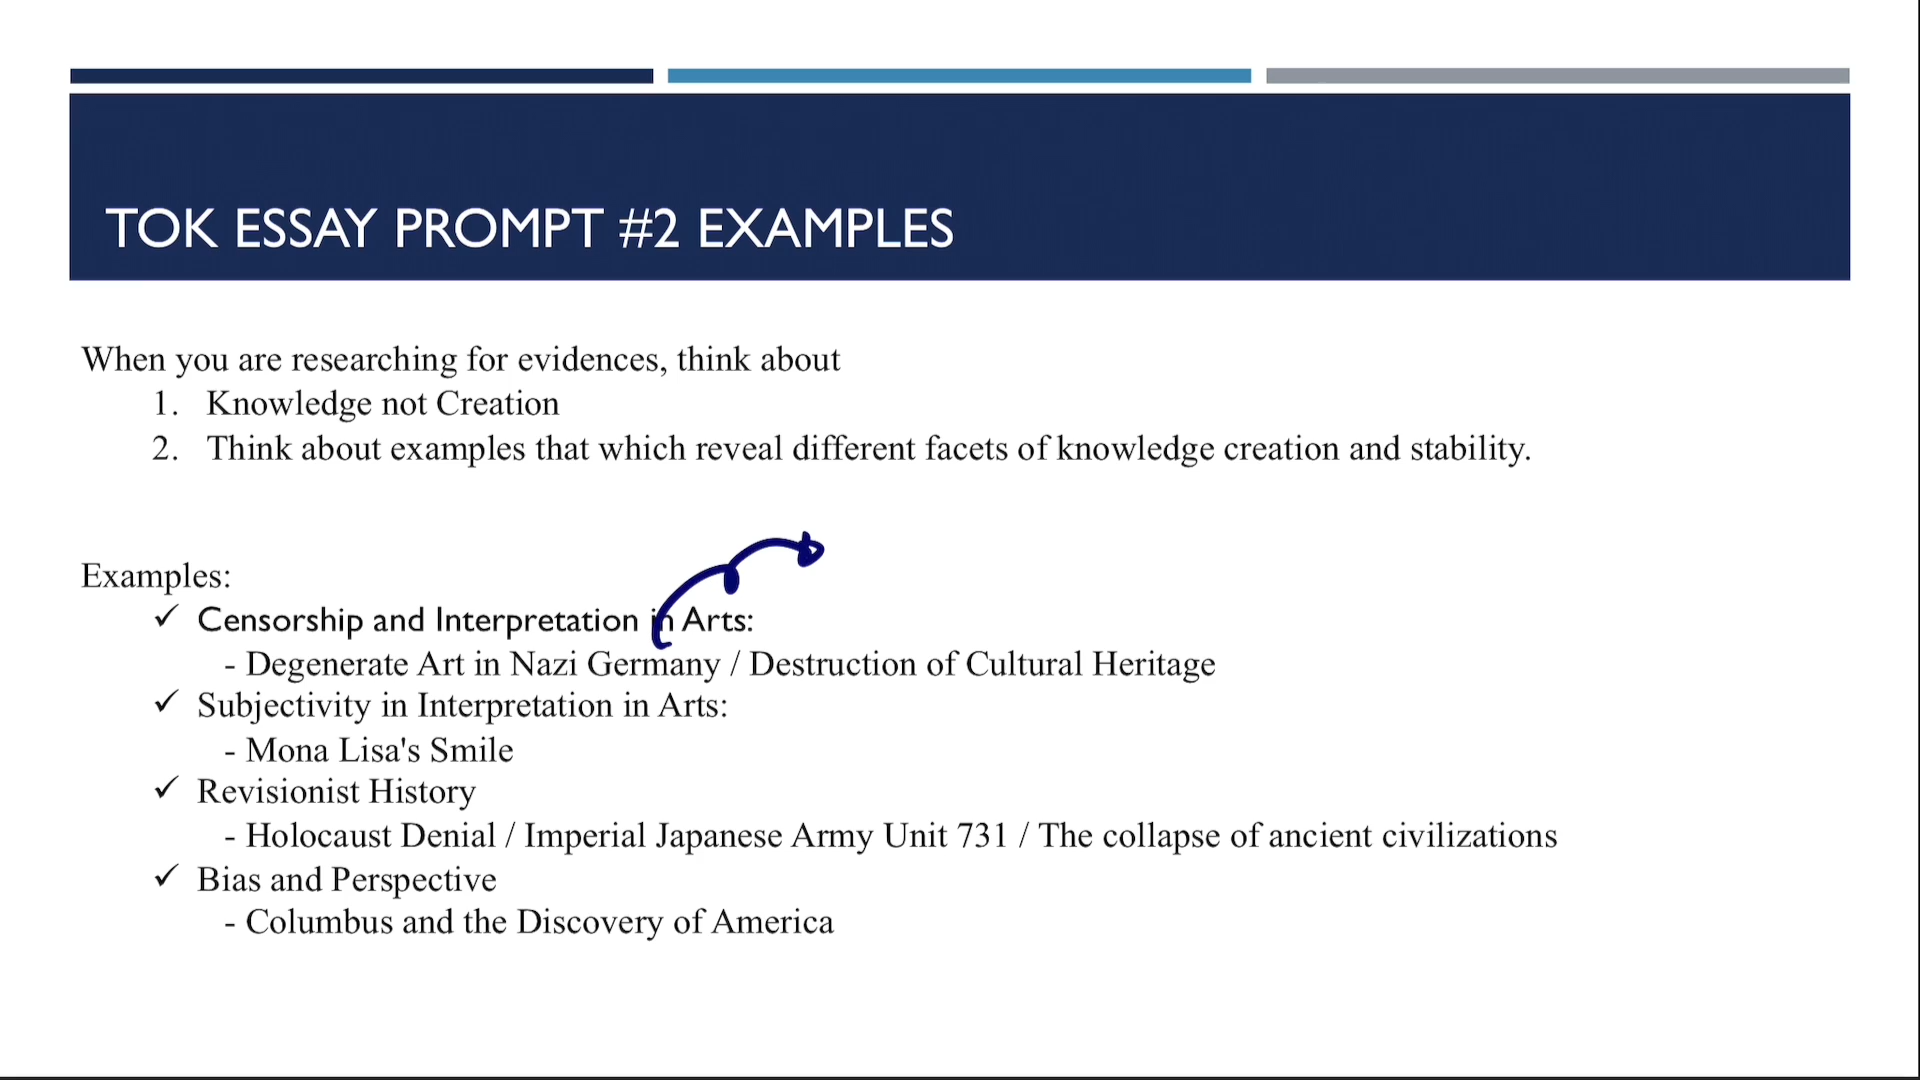 TOK ESSAY PROMPT #2 EXAMPLES
When you are researching for evidences, think about
1. Knowledge not Creation
2. Think about examples that which reveal different facets of knowledge creation and stability.
Examples:
✓ Censorship and Interpretation in Arts:
- Degenerate Art in Nazi Germany / Destruction of Cultural Heritage
✓ Subjectivity in Interpretation in Arts:
- Mona Lisa's Smile
✓ Revisionist History
- Holocaust Denial / Imperial Japanese Army Unit 731 / The collapse of ancient civilizations
✓ Bias and Perspective
- Columbus and the Discovery of America